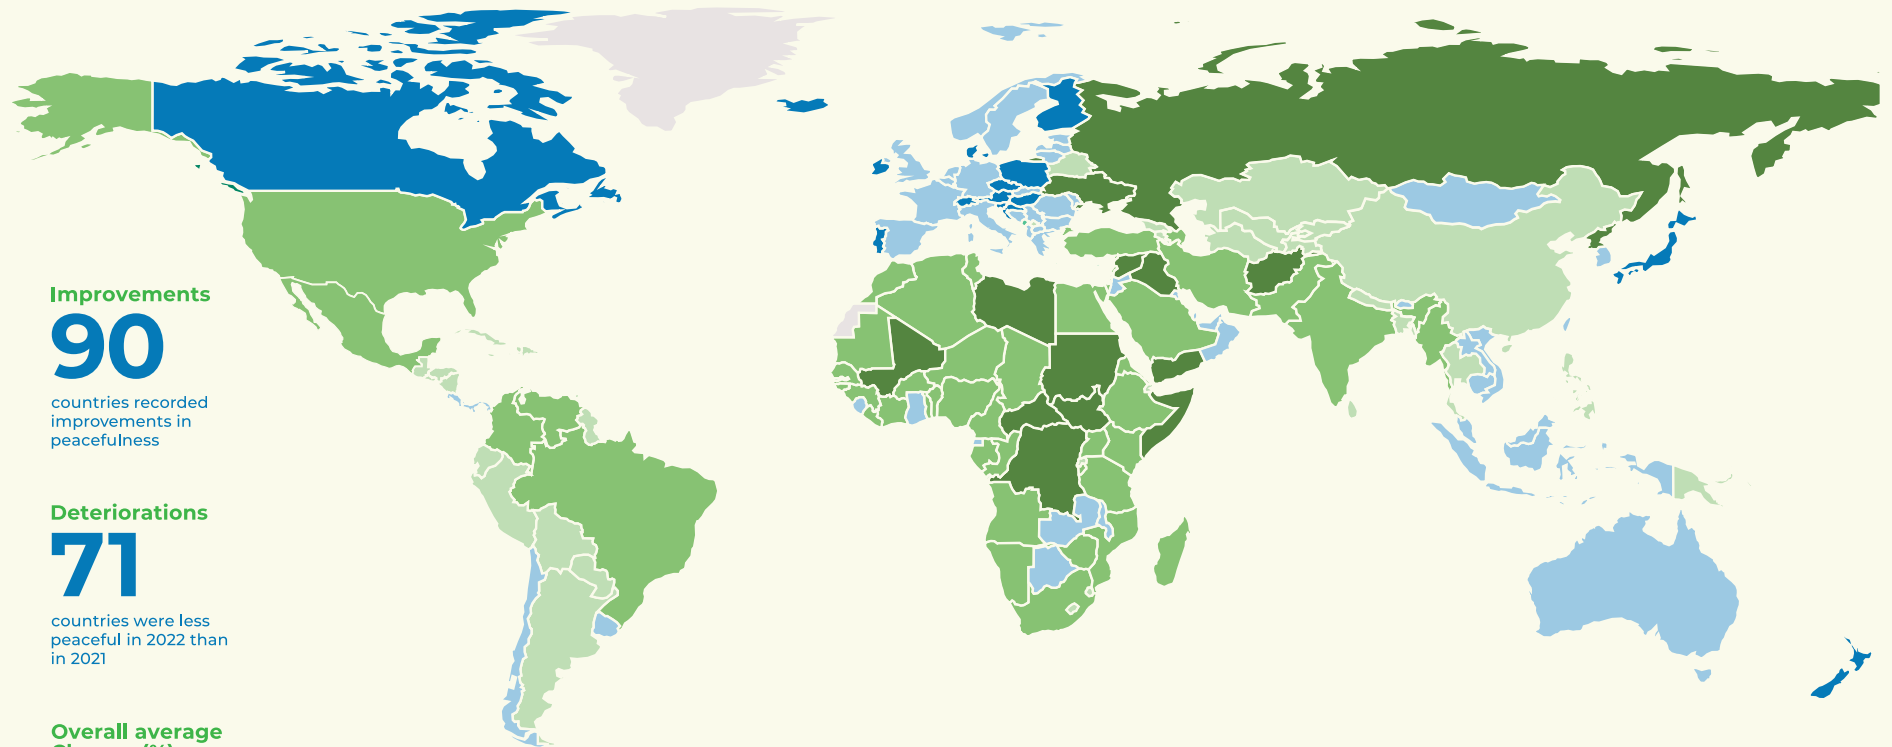 Improvements
90
countries recorded
improvements in
peacefulness
Deteriorations
71
countries were less
peaceful in 2022 than
in 2021
Overall average